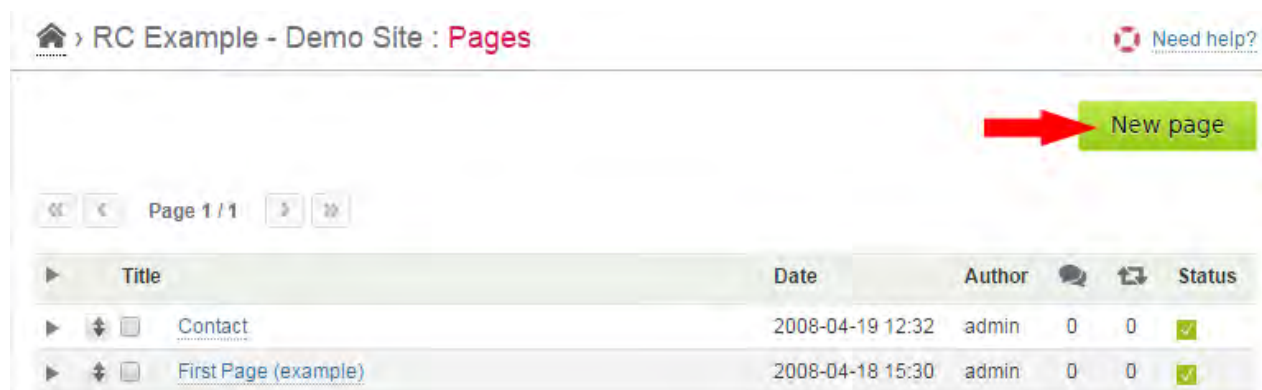 › RC Example - Demo Site : Pages Need help?
New page
« ‹ Page 1 / 1 › »
Title Date Author Status
Contact 2008-04-19 12:32 admin 0 0
First Page (example) 2008-04-18 15:30 admin 0 0